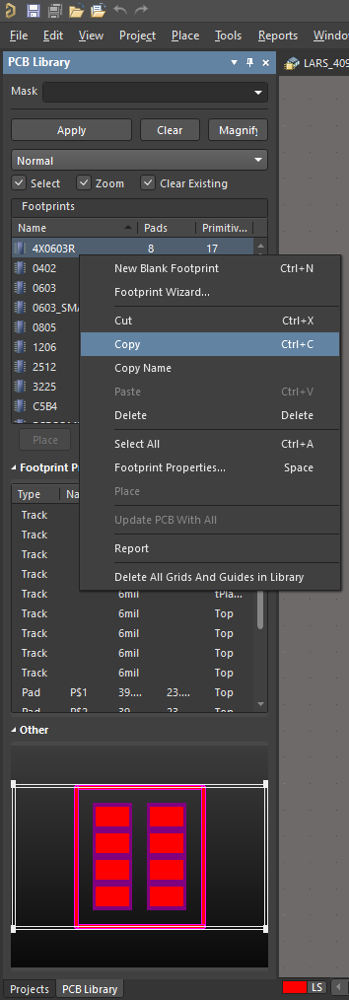 File Edit View Project Place Tools Reports Window
PCB Library
LARS_409
Mask
Apply Clear Magnify
Normal
Select Zoom Clear Existing
Footprints
Name Pads Primitiv...
4X0603R 8 17
0402
0603
0603_SMA
0805
1206
2512
3225
C5B4
Place
New Blank Footprint Ctrl+N
Footprint Wizard...
Cut Ctrl+X
Copy Ctrl+C
Copy Name
Paste Ctrl+V
Delete Delete
Select All Ctrl+A
Footprint Properties... Space
Place
Update PCB With All
Report
Delete All Grids And Guides in Library
Footprint P
Type Na
Track
Track
Track
Track
Track 6mil tPla...
Track 6mil Top
Track 6mil Top
Track 6mil Top
Track 6mil Top
Pad P$1 39.... 23.... Top
Pad P$2 39 23 Top
Other
Projects PCB Library
LS